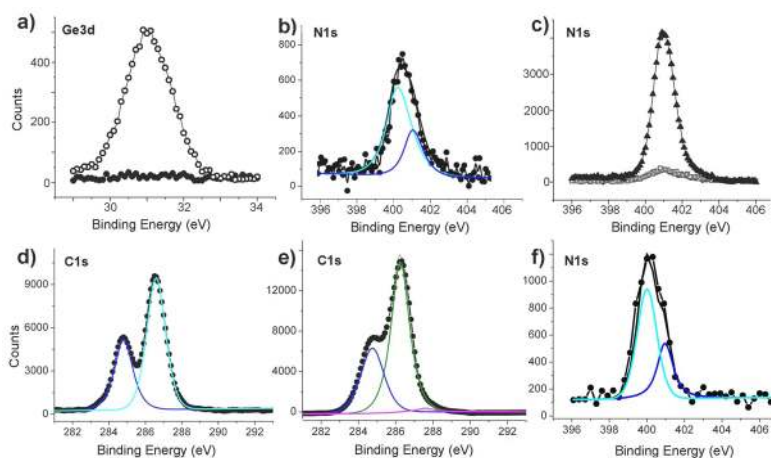 a) Ge3d
400
200
0
Counts
30 32 34
Binding Energy (eV)
b) N1s
800
600
400
200
0
396 398 400 402 404 406
Binding Energy (eV)
c) N1s
4000
3000
2000
1000
0
396 398 400 402 404 406
Binding Energy (eV)
d) C1s
9000
6000
3000
0
Counts
282 284 286 288 290 292
Binding Energy (eV)
e) C1s
12000
8000
4000
0
282 284 286 288 290 292
Binding Energy (eV)
f) N1s
1200
1000
800
600
400
200
0
396 398 400 402 404 406
Binding Energy (eV)